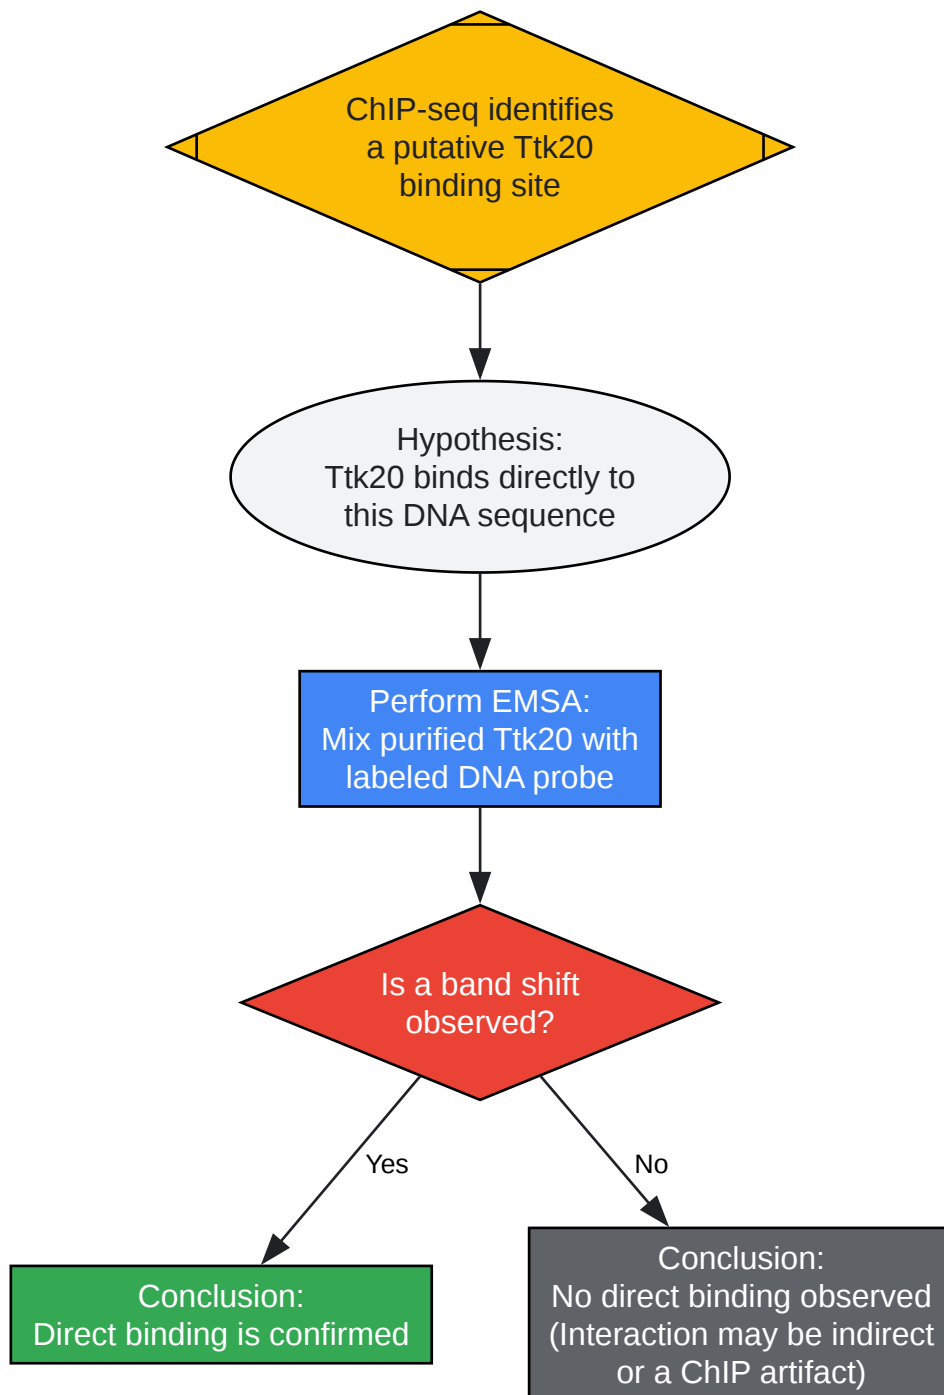 ChIP-seq identifies
a putative Ttk20
binding site
Hypothesis:
Ttk20 binds directly to
this DNA sequence
Perform EMSA:
Mix purified Ttk20 with
labeled DNA probe
Is a band shift
observed?
Yes
No
Conclusion:
Direct binding is confirmed
Conclusion:
No direct binding observed
(Interaction may be indirect
or a ChIP artifact)